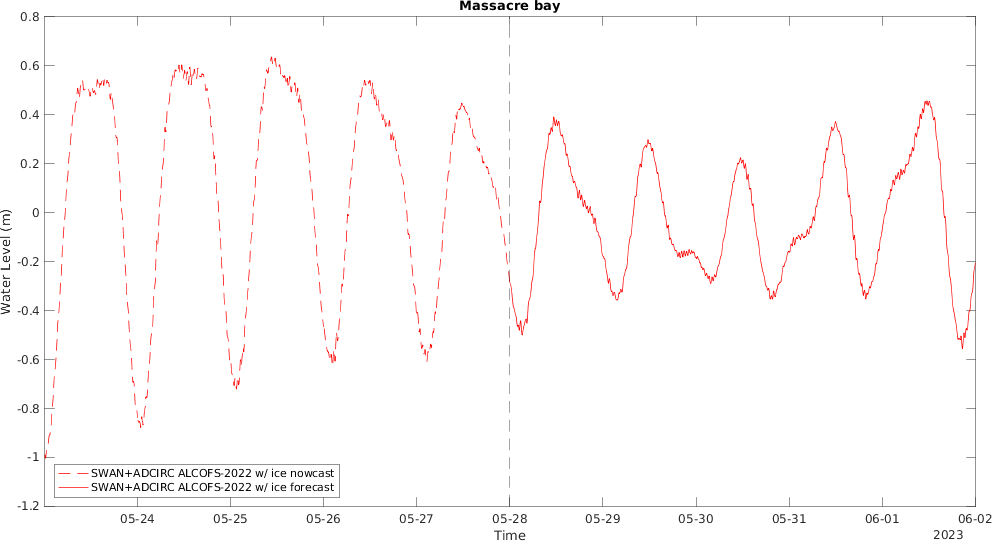 Massacre bay
0.8
0.6
0.4
0.2
0
-0.2
-0.4
-0.6
-0.8
-1
-1.2
Water Level (m)
SWAN+ADCIRC ALCOFS-2022 w/ ice nowcast
SWAN+ADCIRC ALCOFS-2022 w/ ice forecast
05-24 05-25 05-26 05-27 05-28 05-29 05-30 05-31 06-01 06-02
Time
2023